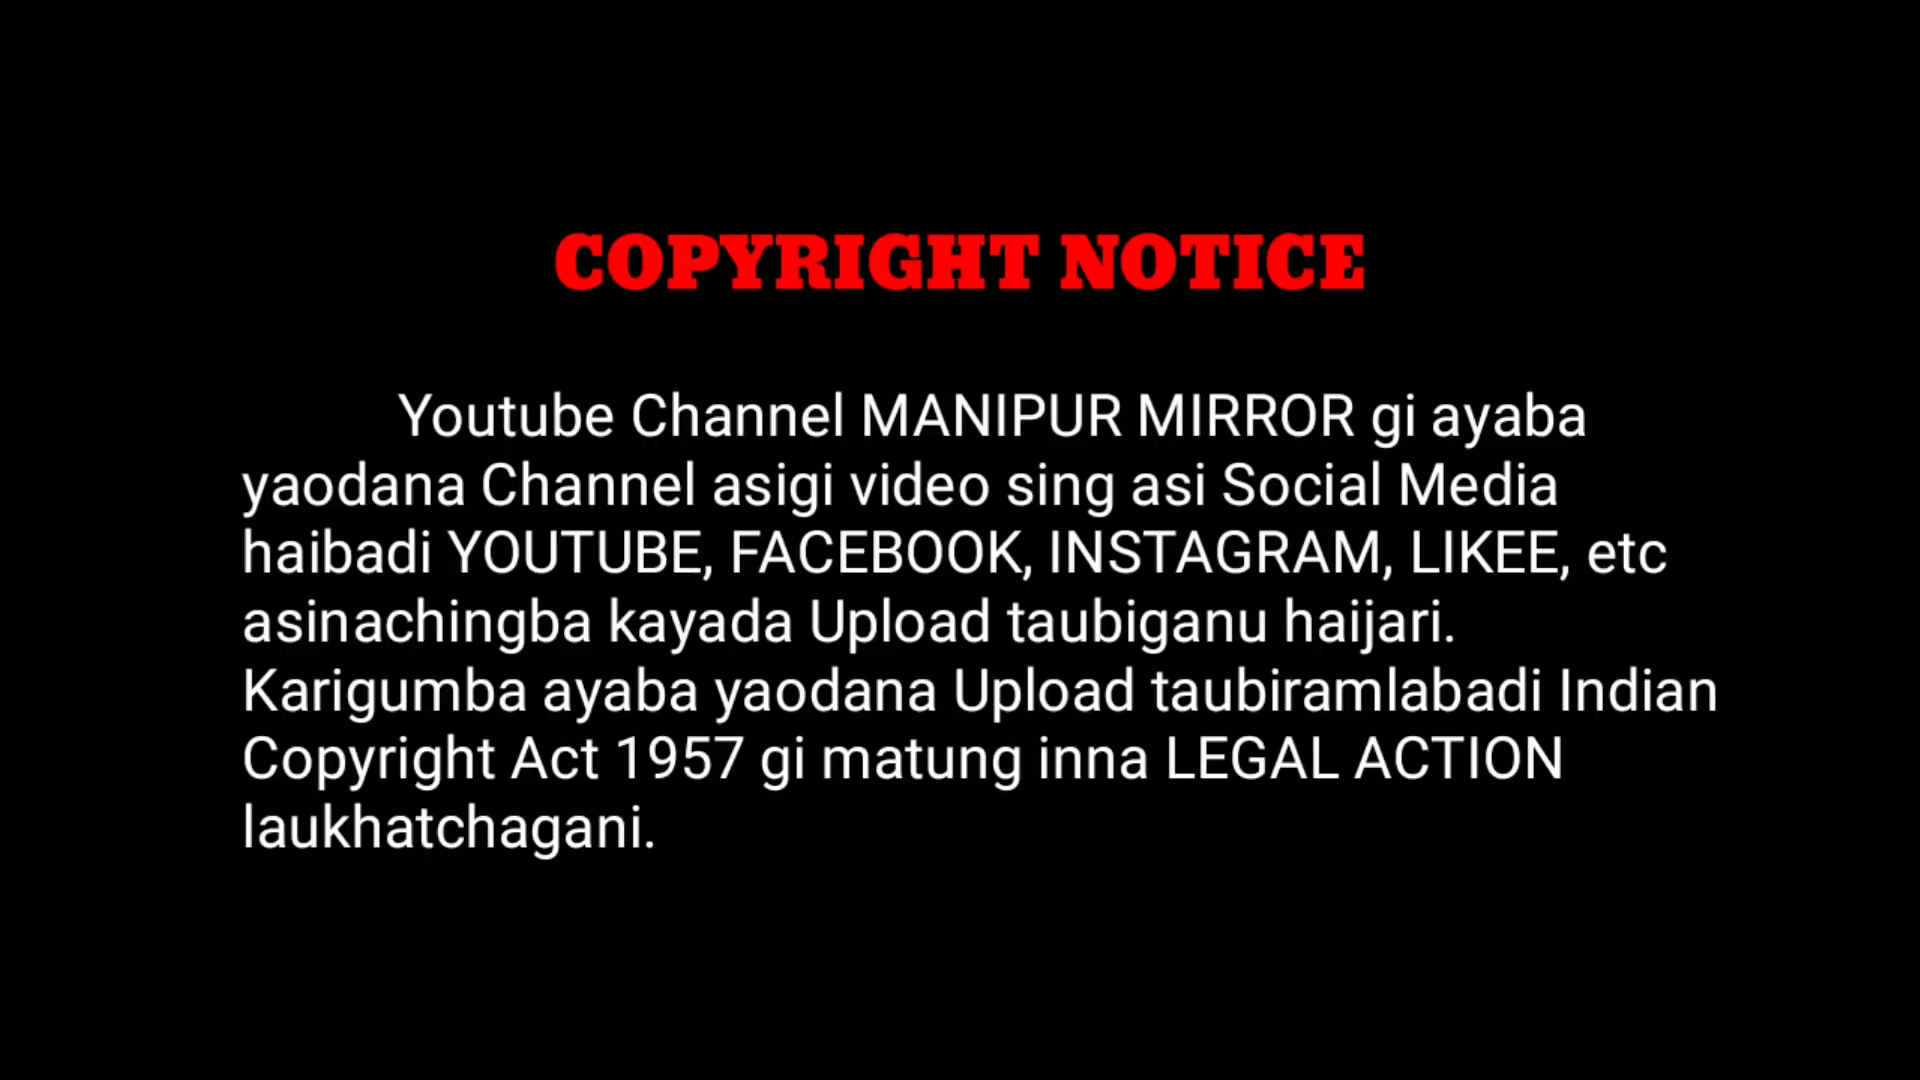 COPYRIGHT NOTICE
Youtube Channel MANIPUR MIRROR gi ayaba
yaodana Channel asigi video sing asi Social Media
haibadi YOUTUBE, FACEBOOK, INSTAGRAM, LIKEE, etc
asinachingba kayada Upload taubiganu haijari.
Karigumba ayaba yaodana Upload taubiramlabadi Indian
Copyright Act 1957 gi matung inna LEGAL ACTION
laukhatchagani.